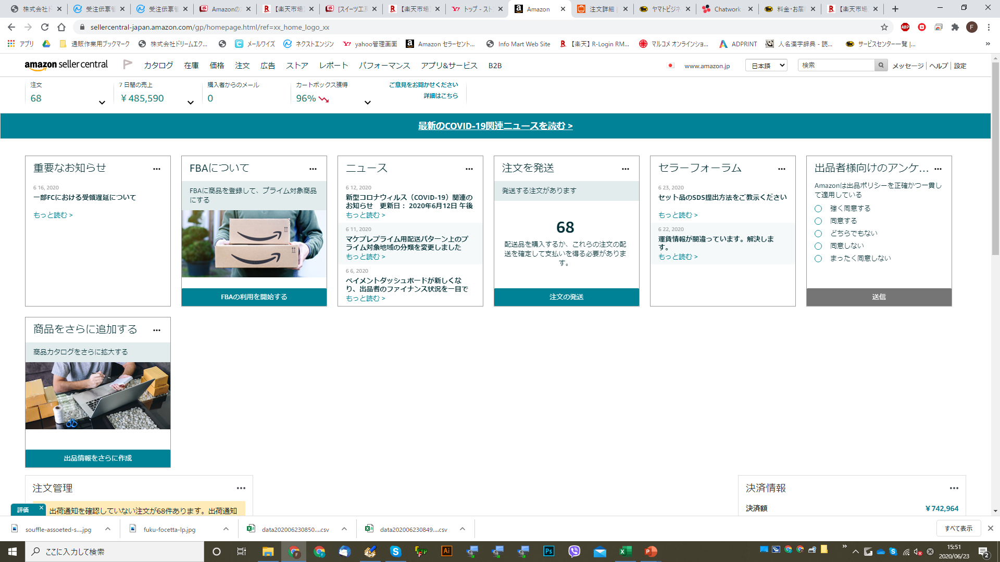 株式会社ド
受注伝票管
受注伝票管
Amazonの
【楽天市場】
[スイーツ工房
【楽天市場】
トップ - スト
Amazon
注文詳細
ヤマトビジネ
Chatwork
料金・お届
【楽天市場
sellercentral-japan.amazon.com/gp/homepage.html/ref=xx_home_logo_xx
ABP
F
アプリ
通販作業用ブックマーク
株式会社ドリームエク...
メールワイズ
ネクストエンジン
yahoo管理画面
Amazon セラーセント...
Info Mart Web Site
【楽天】R-Login RM...
マルコメ オンラインショ...
ADPRINT
人名漢字辞典 - 読...
サービスセンター一覧 |...
amazon seller central
カタログ 在庫 価格 注文 広告 ストア レポート パフォーマンス アプリ&サービス B2B
www.amazon.jp
日本語
検索
メッセージ | ヘルプ | 設定
注文
68
7 日間の売上
¥ 485,590
購入者からのメール
0
カートボックス獲得
96%
ご意見をお聞かせください
詳細はこちら
最新のCOVID-19関連ニュースを読む >
重要なお知らせ
6 16, 2020
一部FCにおける受領遅延について
もっと読む >
FBAについて
FBAに商品を登録して、プライム対象商品
にする
FBAの利用を開始する
ニュース
6 12, 2020
新型コロナウィルス（COVID-19）関連の
お知らせ 更新日： 2020年6月12日 午後
もっと読む >
6 11, 2020
マケプレプライム用配送パターン上のプ
ライム対象地域の分類を変更しました
もっと読む >
6 6, 2020
ペイメントダッシュボードが新しくな
り、出品者のファイナンス状況を一目で
もっと読む >
注文を発送
発送する注文があります
68
配送品を購入するか、これらの注文の配
送を確定して支払いを得る必要がありま
す。
注文の発送
セラーフォーラム
6 23, 2020
セット品のSDS提出方法をご教示ください
もっと読む >
6 22, 2020
運賃情報が間違っています。解決しま
す。
もっと読む >
出品者様向けのアンケ...
Amazonは出品ポリシーを正確かつ一貫し
て適用している
強く同意する
同意する
どちらでもない
同意しない
まったく同意しない
送信
商品をさらに追加する
商品カタログをさらに拡大する
出品情報をさらに作成
注文管理
出荷通知を確認していない注文が68件あります。出荷通知
評価
決済情報
決済額
¥742,964
souffle-assoeted-s....jpg
fuku-focetta-lp.jpg
data202006230850....csv
data202006230849....csv
すべて表示
ここに入力して検索
15:51
2020/06/23
2